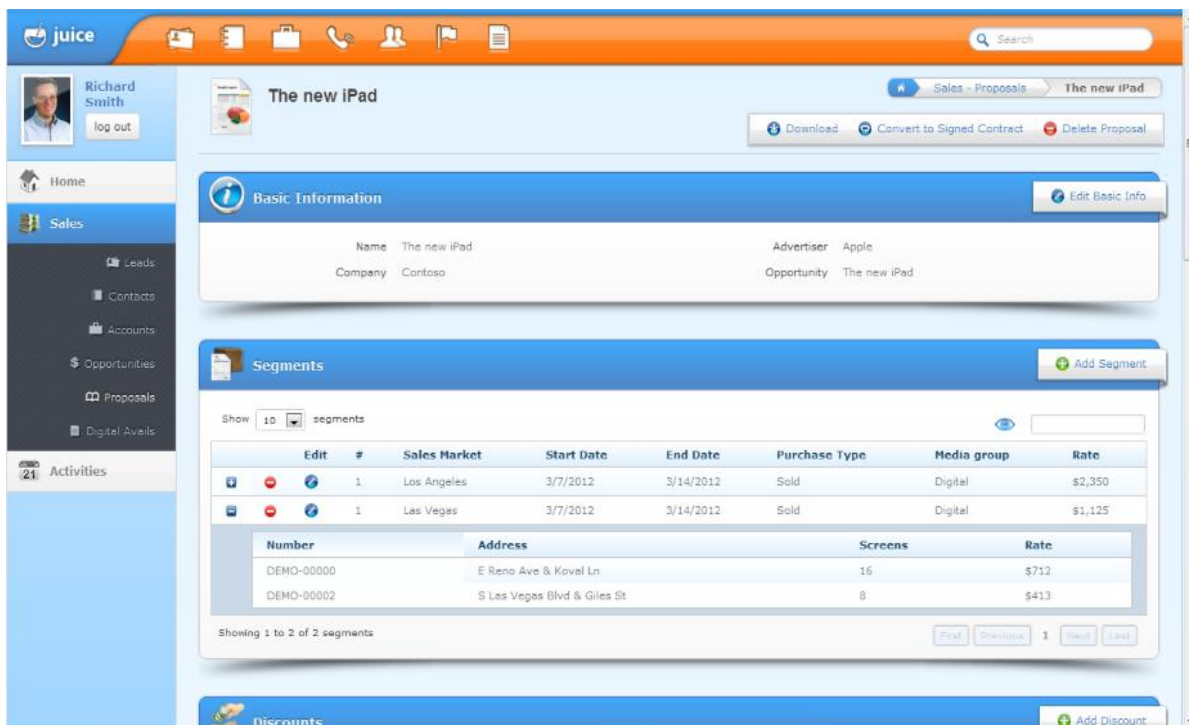 juice
Search
Richard
Smith
log out
The new iPad
Sales - Proposals
The new iPad
Download
Convert to Signed Contract
Delete Proposal
Home
Sales
Leads
Contacts
Accounts
$ Opportunities
Proposals
Digital Avails
21 Activities
Basic Information
Edit Basic Info
Name The new iPad Advertiser Apple
Company Contoso Opportunity The new iPad
Segments
Add Segment
Show 10 segments
Edit # Sales Market Start Date End Date Purchase Type Media group Rate
1 Los Angeles 3/7/2012 3/14/2012 Sold Digital $2,350
1 Las Vegas 3/7/2012 3/14/2012 Sold Digital $1,125
Number Address Screens Rate
DEMO-00000 E Reno Ave & Koval Ln 16 $712
DEMO-00002 S Las Vegas Blvd & Giles St 8 $413
Showing 1 to 2 of 2 segments
First Previous 1 Next Last
Discounts
Add Discount